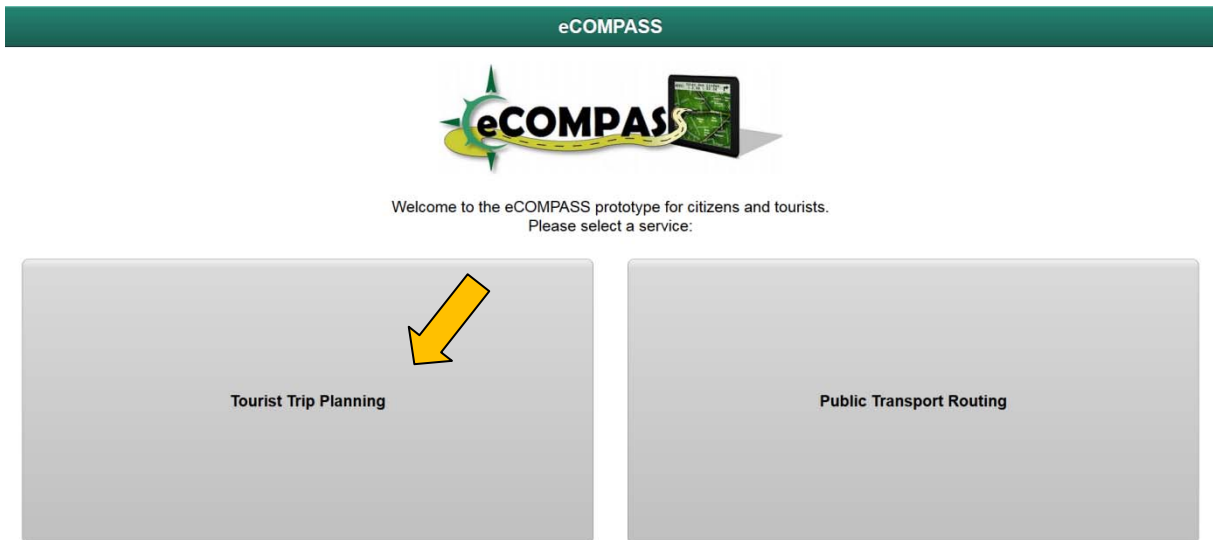 eCOMPASS
eCOMPASS
Welcome to the eCOMPASS prototype for citizens and tourists.
Please select a service:
Tourist Trip Planning
Public Transport Routing